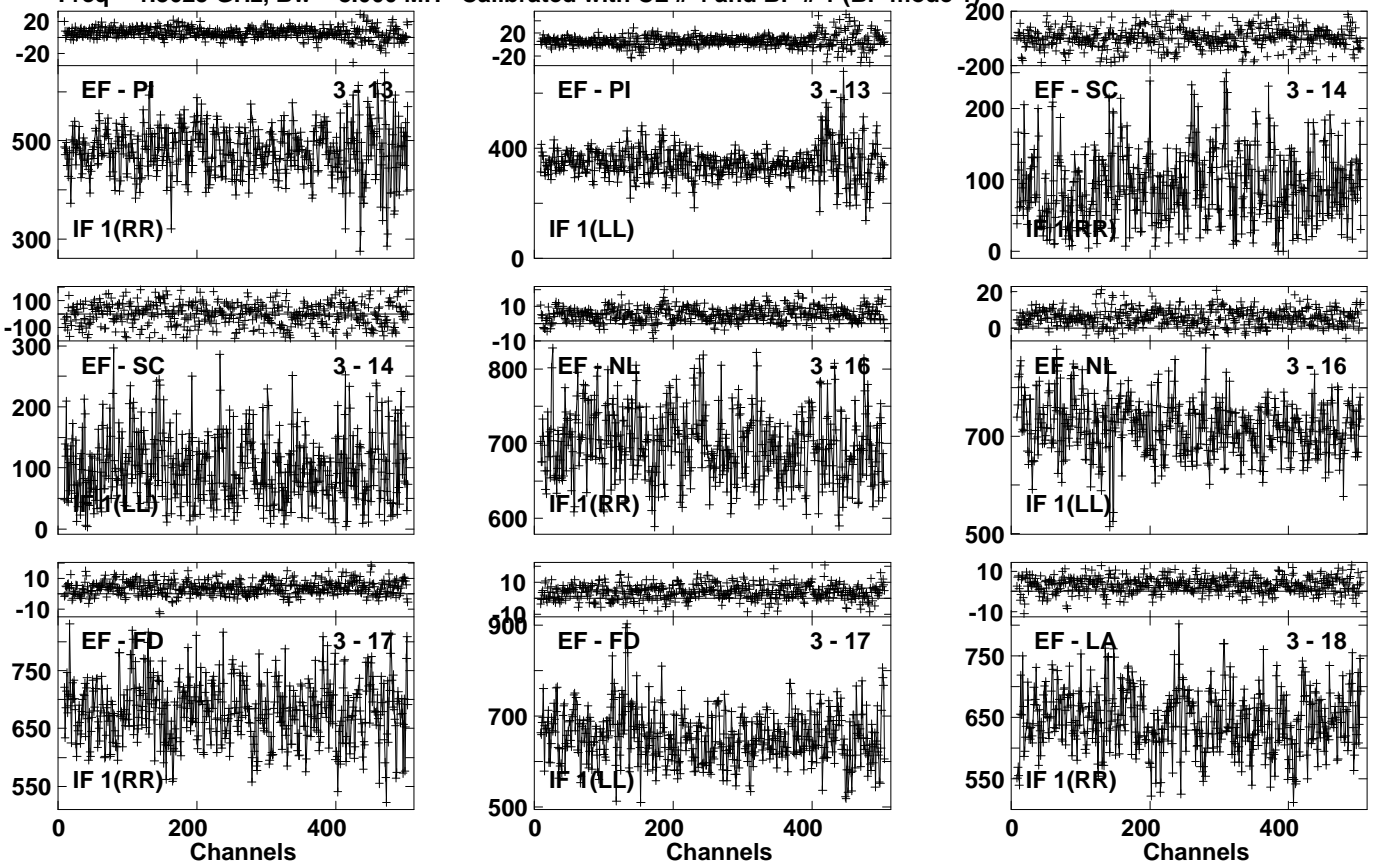 20
-20
EF - PI 3 - 13
500
300
IF 1(RR)
20
-20
EF - PI 3 - 13
400
0
IF 1(LL)
200
-200
EF - SC 3 - 14
200
100
0
IF 1(RR)
100
-100
300
EF - SC 3 - 14
200
100
0
IF 1(LL)
10
-10
800
EF - NL 3 - 16
700
600
IF 1(RR)
20
0
EF - NL 3 - 16
700
500
IF 1(LL)
10
-10
EF - FD 3 - 17
750
650
550
IF 1(RR)
0 200 400
Channels
10
-10
900
EF - FD 3 - 17
700
500
IF 1(LL)
0 200 400
Channels
10
-10
EF - LA 3 - 18
750
650
550
IF 1(RR)
0 200 400
Channels